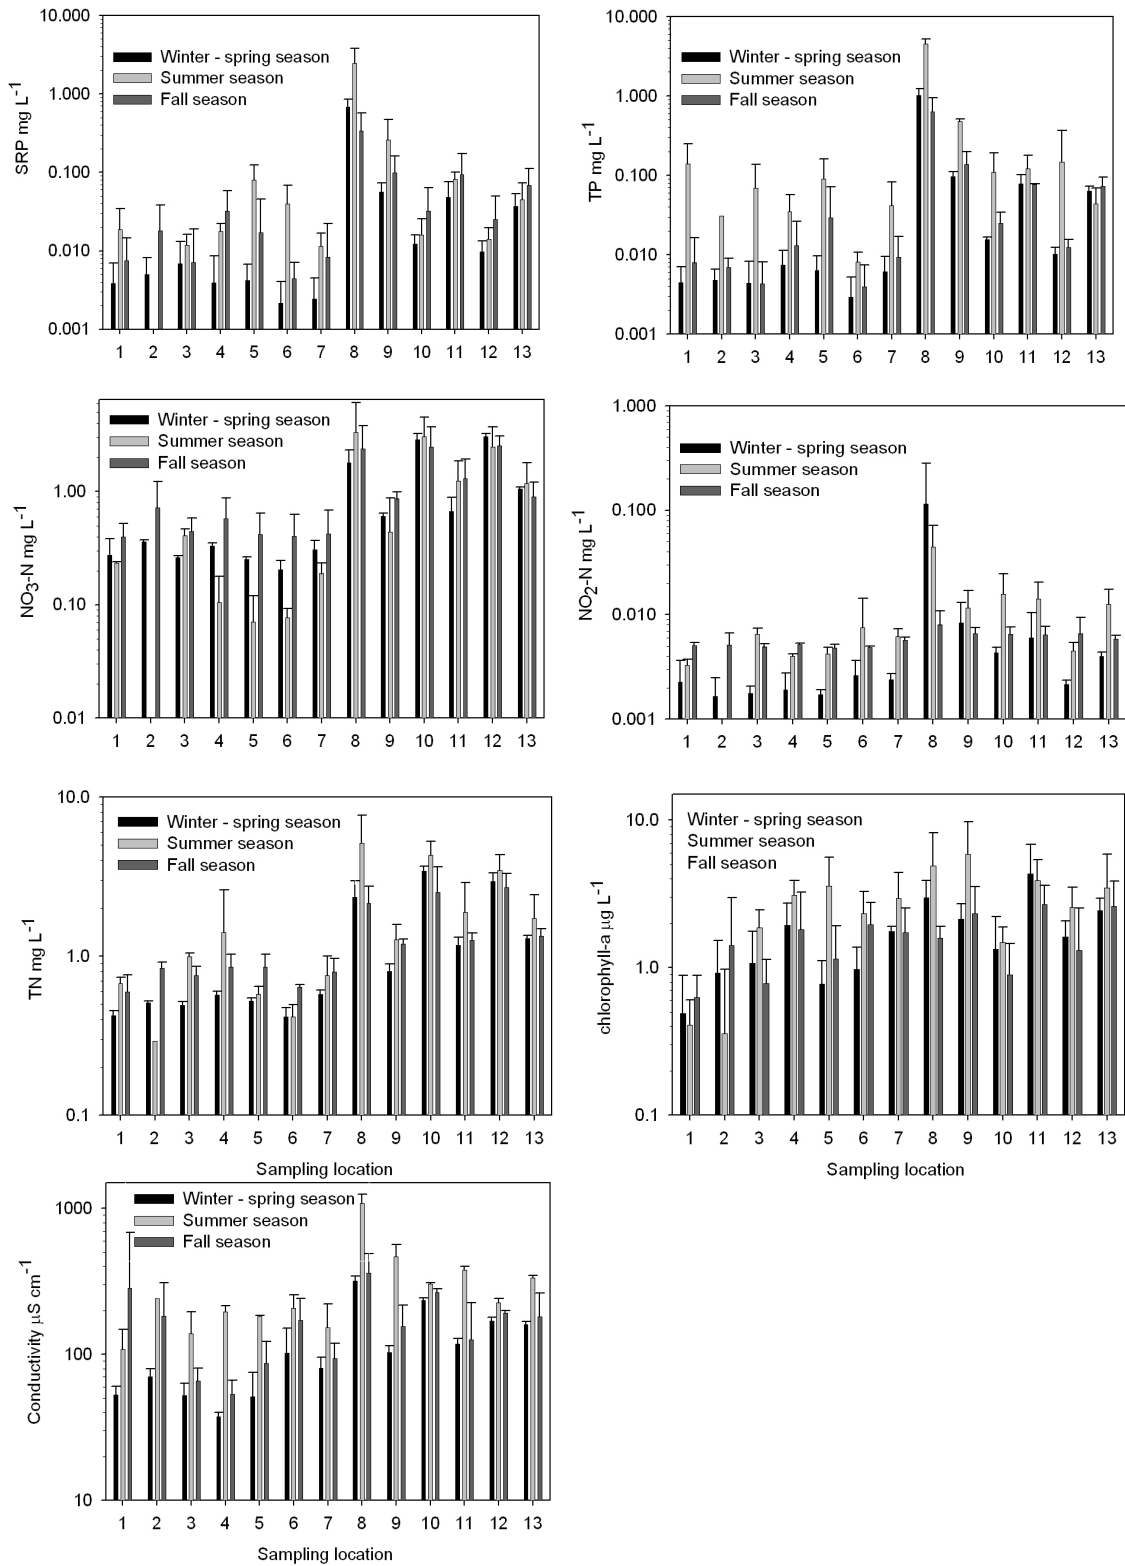 10.000
1.000
0.100
0.010
0.001
SRP mg L-1
Winter - spring season
Summer season
Fall season
1 2 3 4 5 6 7 8 9 10 11 12 13
10.000
1.000
0.100
0.010
0.001
TP mg L-1
Winter - spring season
Summer season
Fall season
1 2 3 4 5 6 7 8 9 10 11 12 13
1.00
0.10
0.01
NO3-N mg L-1
Winter - spring season
Summer season
Fall season
1 2 3 4 5 6 7 8 9 10 11 12 13
1.000
0.100
0.010
0.001
NO2-N mg L-1
Winter - spring season
Summer season
Fall season
1 2 3 4 5 6 7 8 9 10 11 12 13
10.0
1.0
0.1
TN mg L-1
Winter - spring season
Summer season
Fall season
1 2 3 4 5 6 7 8 9 10 11 12 13
Sampling location
10.0
1.0
0.1
chlorophyll-a µg L-1
Winter - spring season
Summer season
Fall season
1 2 3 4 5 6 7 8 9 10 11 12 13
Sampling location
1000
100
10
Conductivity µS cm-1
Winter - spring season
Summer season
Fall season
1 2 3 4 5 6 7 8 9 10 11 12 13
Sampling location